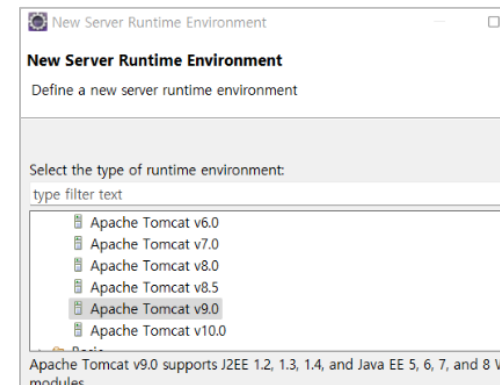 New Server Runtime Environment
New Server Runtime Environment
Define a new server runtime environment
Select the type of runtime environment:
type filter text
Apache Tomcat v6.0
Apache Tomcat v7.0
Apache Tomcat v8.0
Apache Tomcat v8.5
Apache Tomcat v9.0
Apache Tomcat v10.0
Apache Tomcat v9.0 supports J2EE 1.2, 1.3, 1.4, and Java EE 5, 6, 7, and 8
modules